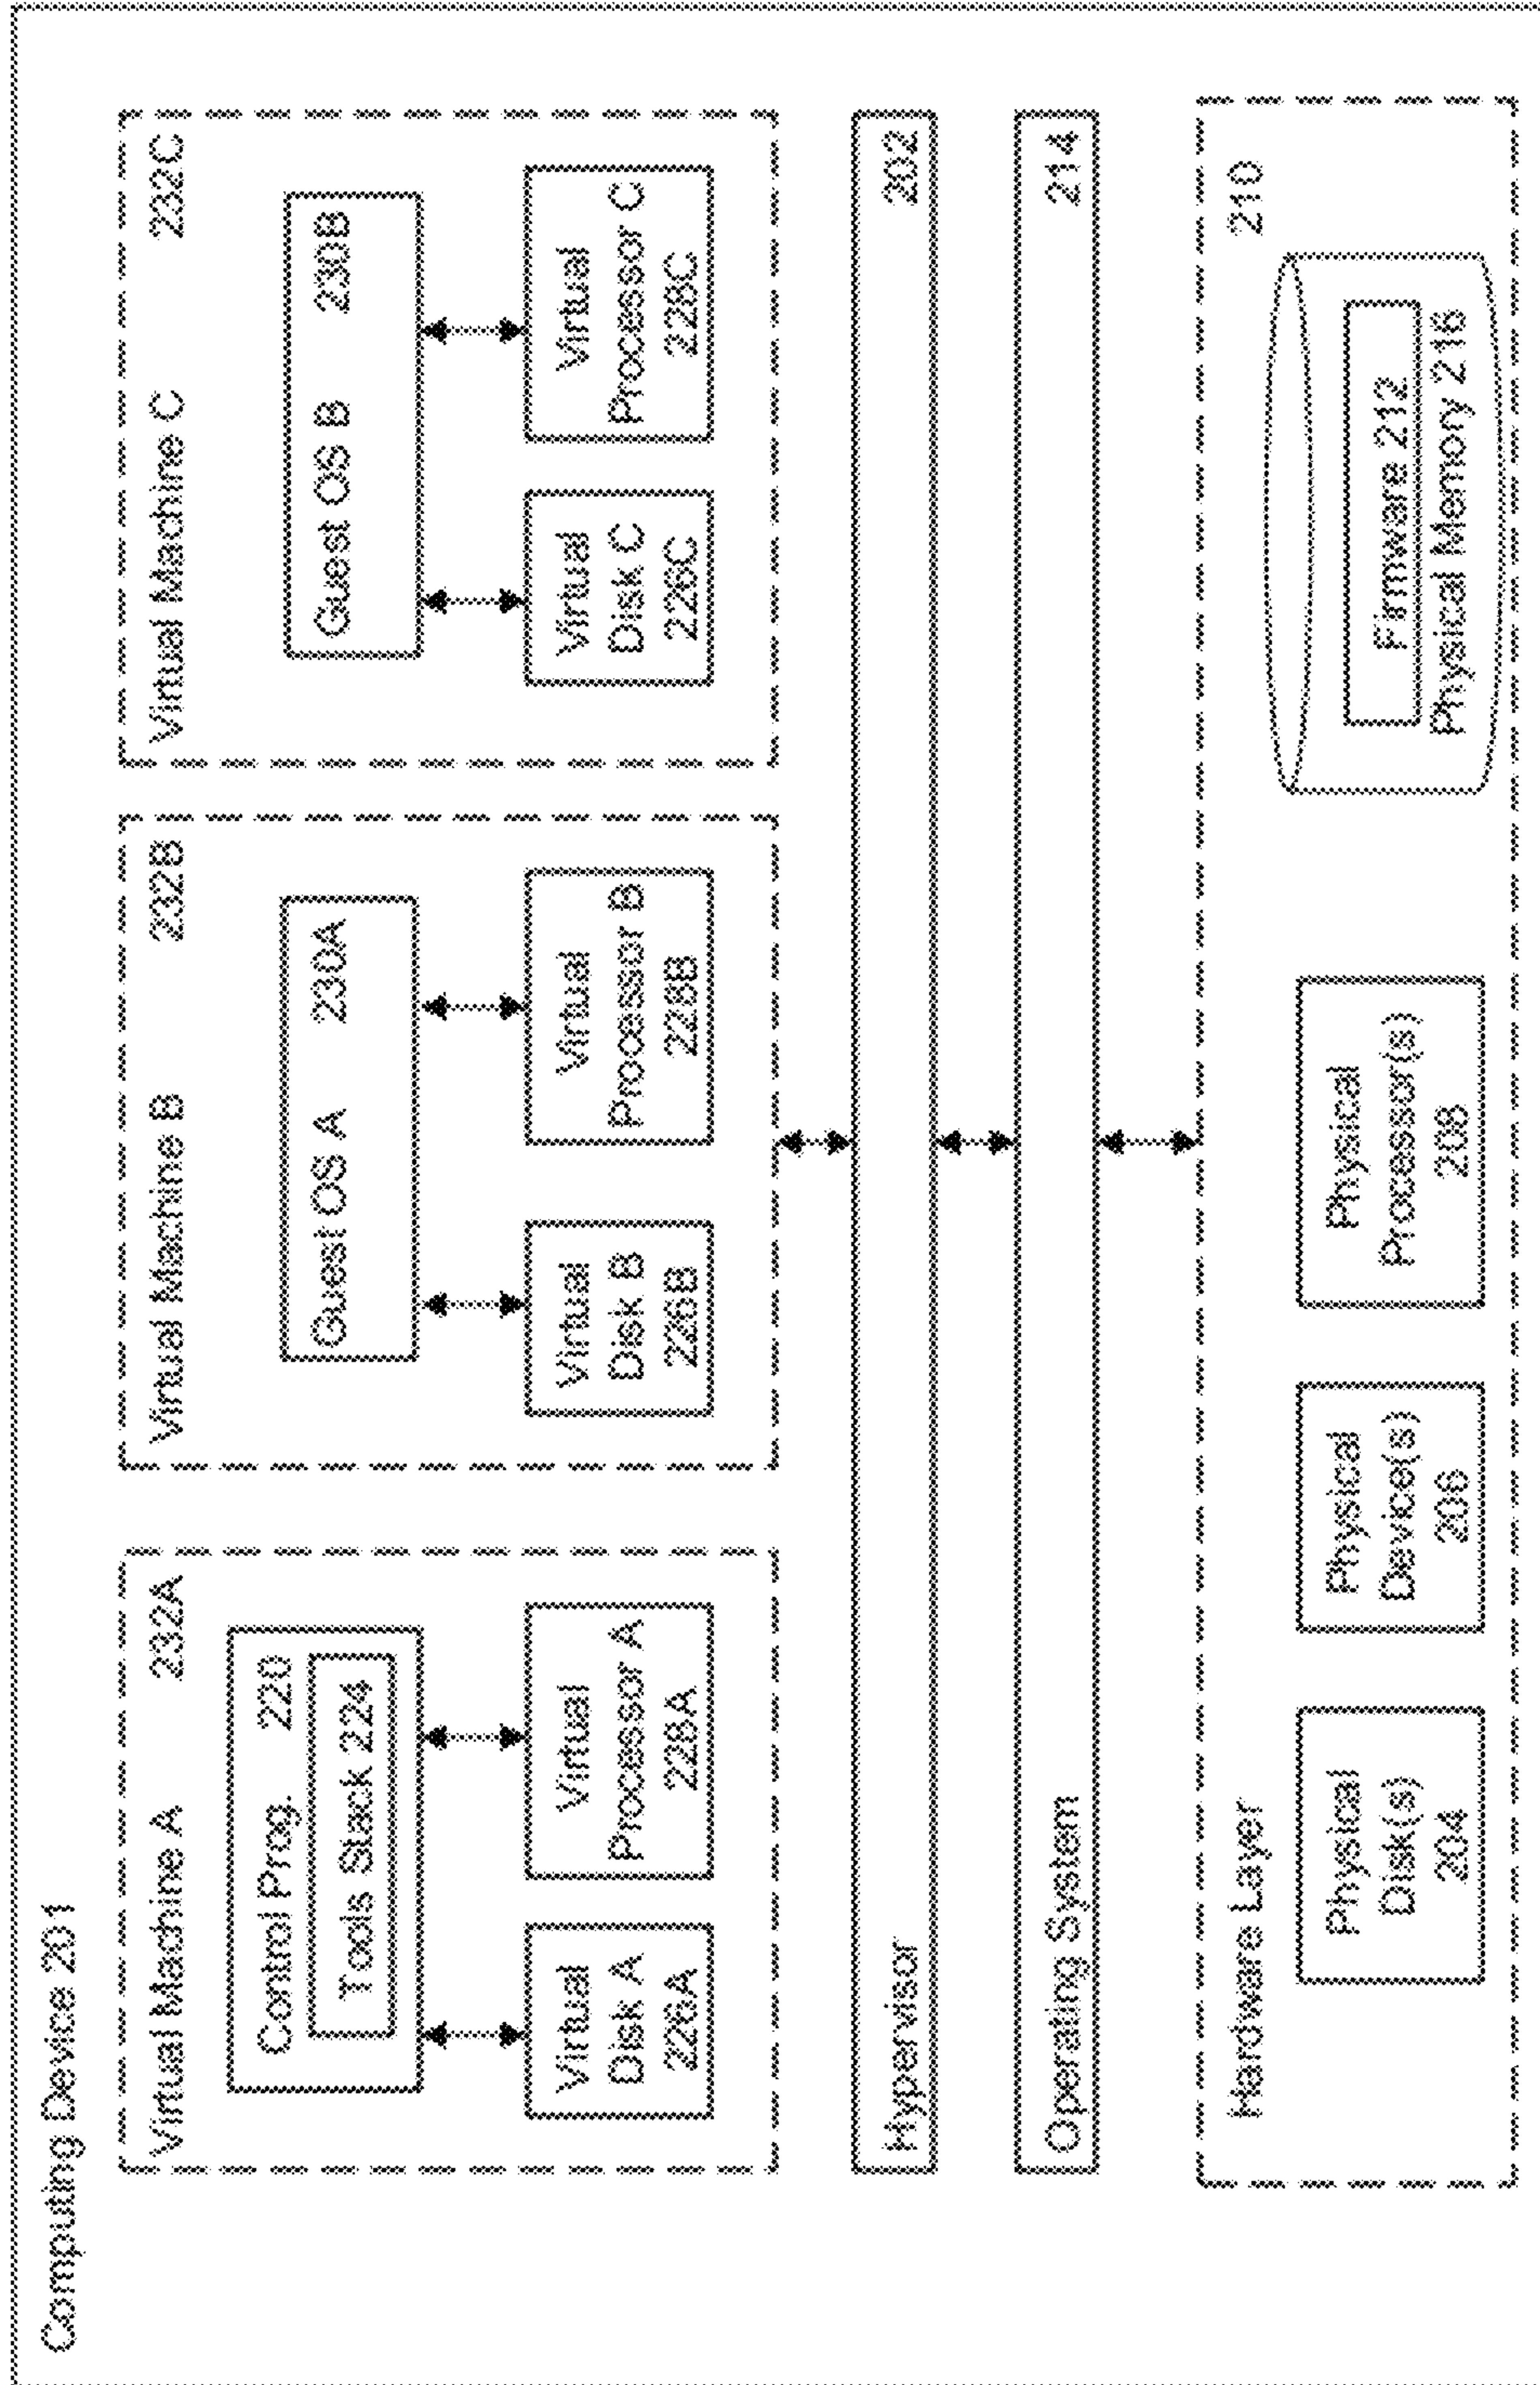 Computing Device 201
Virtual Machine A 232A
Control Prog. 220
Tools Stack 224
Virtual
Disk A
226A
Virtual
Processor A
228A
Virtual Machine B 232B
Guest OS A 230A
Virtual
Disk B
226B
Virtual
Processor B
228B
Virtual Machine C 232C
Guest OS B 230B
Virtual
Disk C
226C
Virtual
Processor C
228C
Hypervisor 202
Operating System 214
Hardware Layer 210
Physical
Disk(s)
204
Physical
Device(s)
206
Physical
Processor(s)
208
Firmware 212
Physical Memory 216